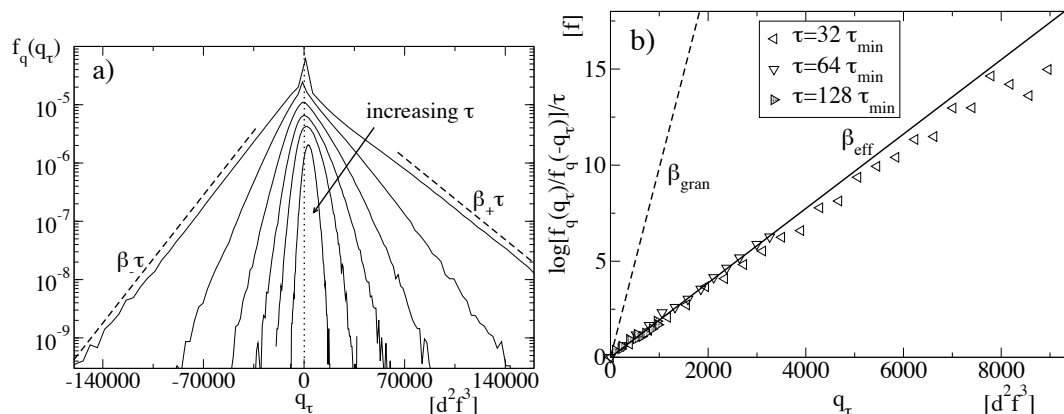 f_q(q_τ)
a)
10^-5
10^-6
10^-7
10^-8
10^-9
increasing τ
β_-τ
β_+τ
-140000 -70000 0 70000 140000
q_τ [d^2f^3]
[f]
log[f_q(q_τ)/f_q(-q_τ)]/τ
b)
τ=32 τ_min
τ=64 τ_min
τ=128 τ_min
β_gran
β_eff
15
10
5
0
0 2000 4000 6000 8000
q_τ [d^2f^3]